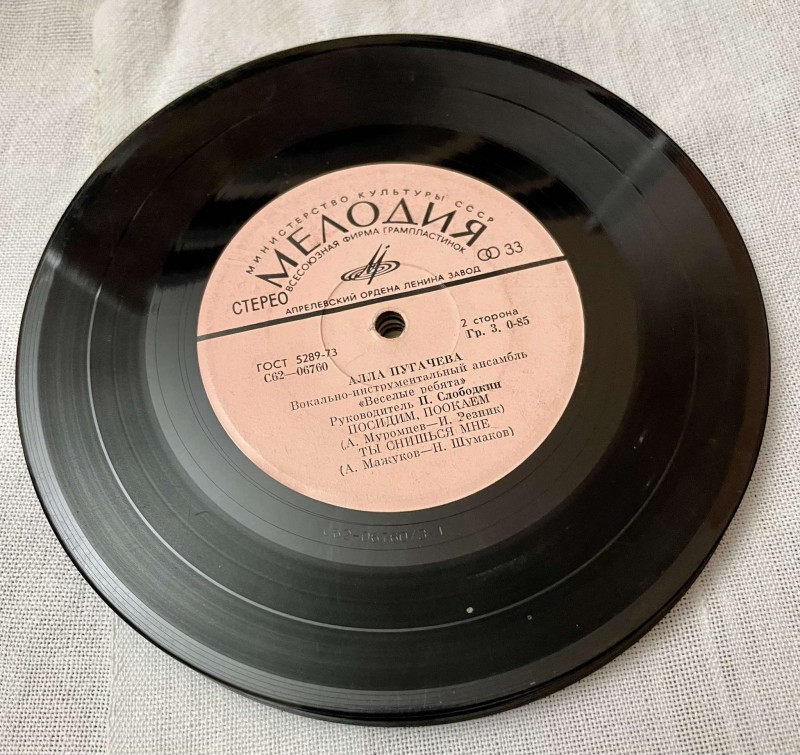 МИНИСТЕРСТВО КУЛЬТУРЫ СССР
МЕЛОДИЯ
ВСЕСОЮЗНАЯ ФИРМА ГРАМПЛАСТИНОК
33
СТЕРЕО
АПРЕЛЕВСКИЙ ОРДЕНА ЛЕНИНА ЗАВОД
ГОСТ 5289-73
С62—06760
2 сторона
Гр. 3. 0-85
АЛЛА ПУГАЧЕВА
Вокально-инструментальный ансамбль
«Веселые ребята»
Руководитель П. Слободкин
ПОСИДИМ, ПООКАЕМ
(А. Муромцев—И. Резник)
ТЫ СНИШЬСЯ МНЕ
(А. Мажуков—Н. Шумаков)